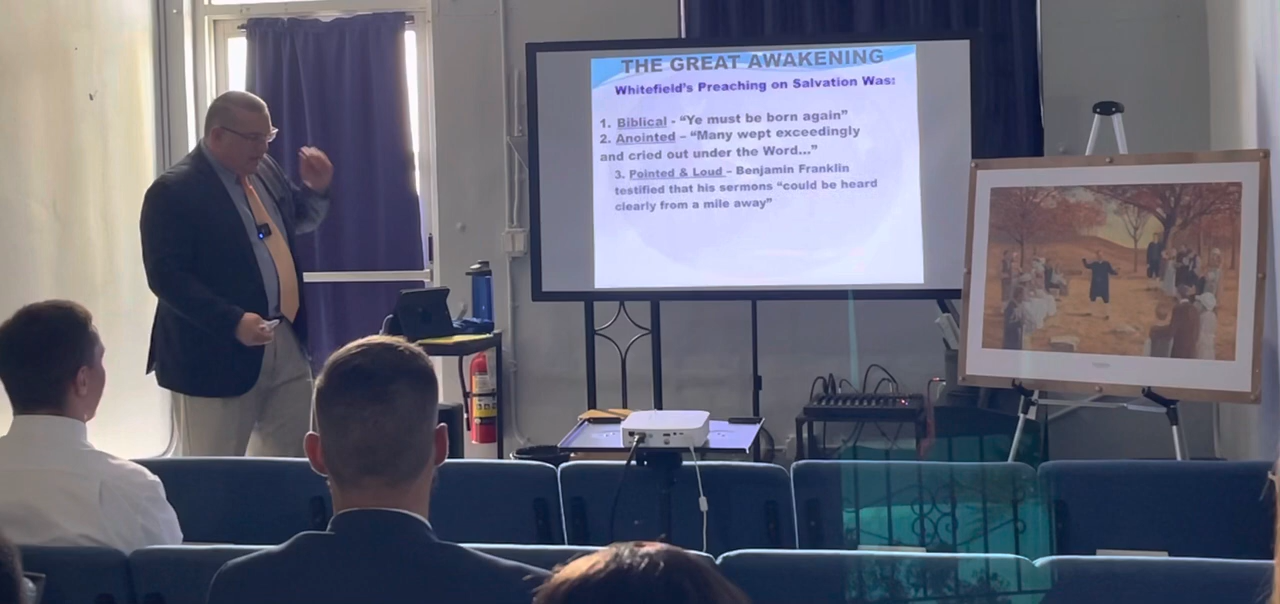 THE GREAT AWAKENING
Whitefield's Preaching on Salvation Was:
1. Biblical - “Ye must be born again”
2. Anointed – “Many wept exceedingly
and cried out under the Word...”
3. Pointed & Loud – Benjamin Franklin
testified that his sermons “could be heard
clearly from a mile away”